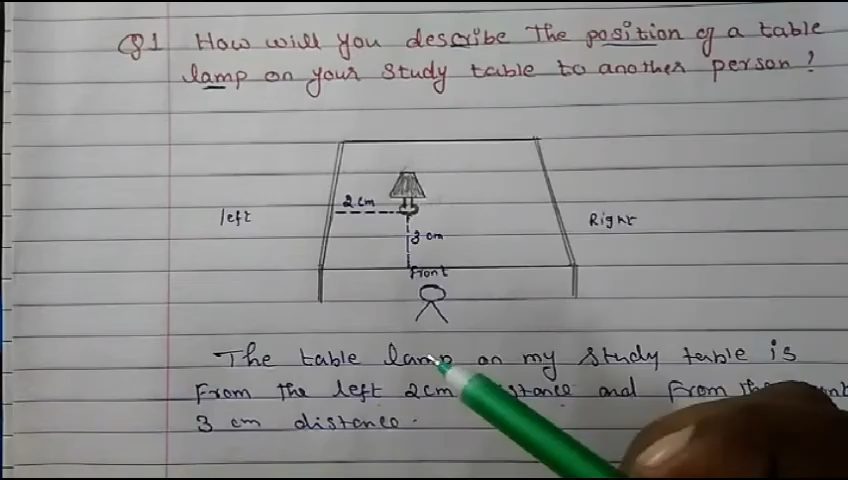 Q1 How will you describe the position of a table
lamp on your study table to another person?
2 cm
left
Right
3 cm
Front
The table lamp on my study table is
From the left 2cm distance and from the
3 cm distance.